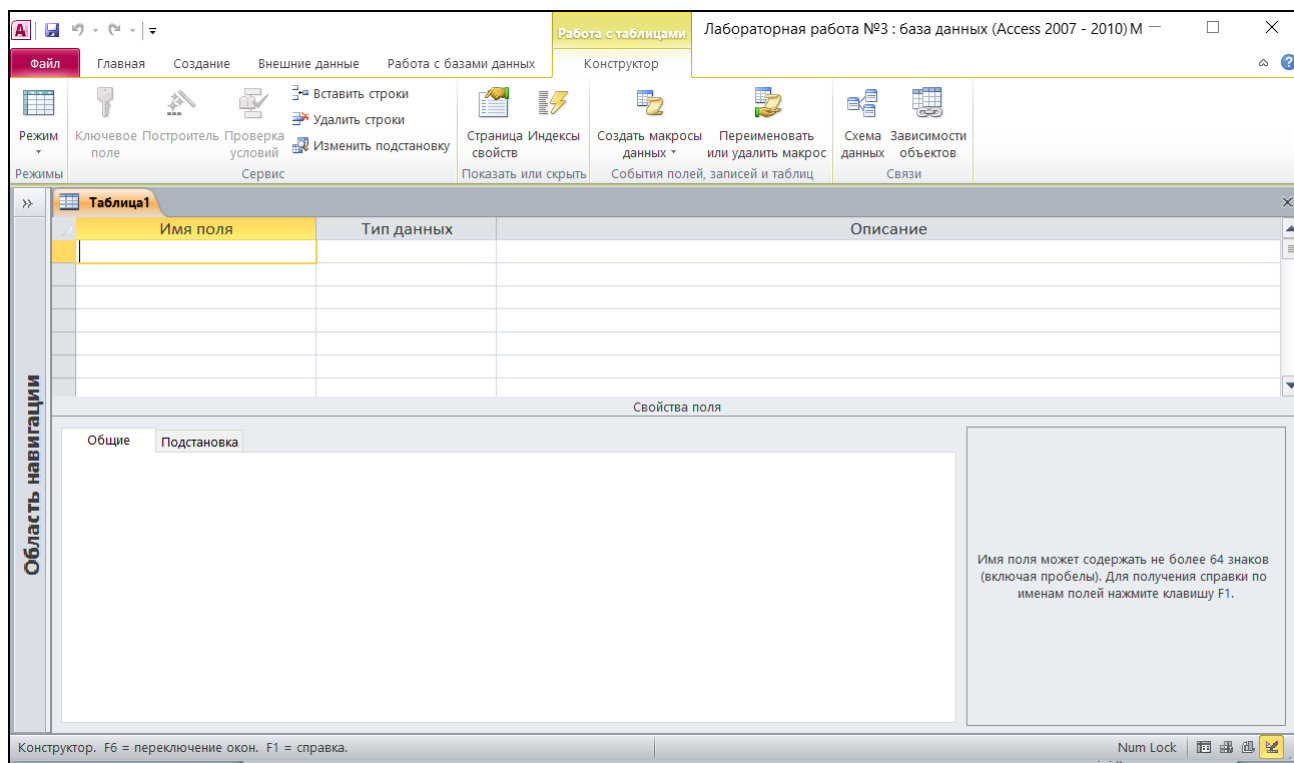 Работа с таблицами
Лабораторная работа №3 : база данных (Access 2007 - 2010) M
Файл Главная Создание Внешние данные Работа с базами данных Конструктор
Режим
Ключевое поле
Построитель
Проверка условий
Вставить строки
Удалить строки
Изменить подстановку
Страница свойств
Индексы
Создать макросы данных
Переименовать или удалить макрос
Схема данных
Зависимости объектов
Режимы Сервис Показать или скрыть События полей, записей и таблиц Связи
Таблица1
Имя поля Тип данных Описание
Область навигации
Свойства поля
Общие Подстановка
Имя поля может содержать не более 64 знаков
(включая пробелы). Для получения справки по
именам полей нажмите клавишу F1.
Конструктор. F6 = переключение окон. F1 = справка. Num Lock